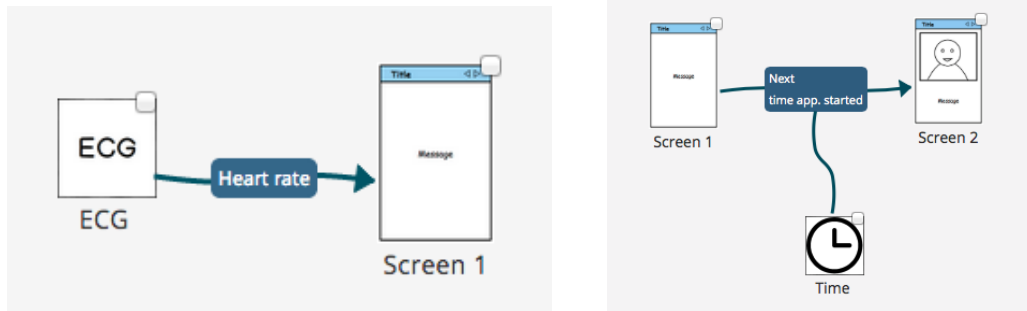 ECG
ECG
Heart rate
Title
Message
Screen 1
Title
Message
Screen 1
Next
time app. started
Title
Message
Screen 2
Time